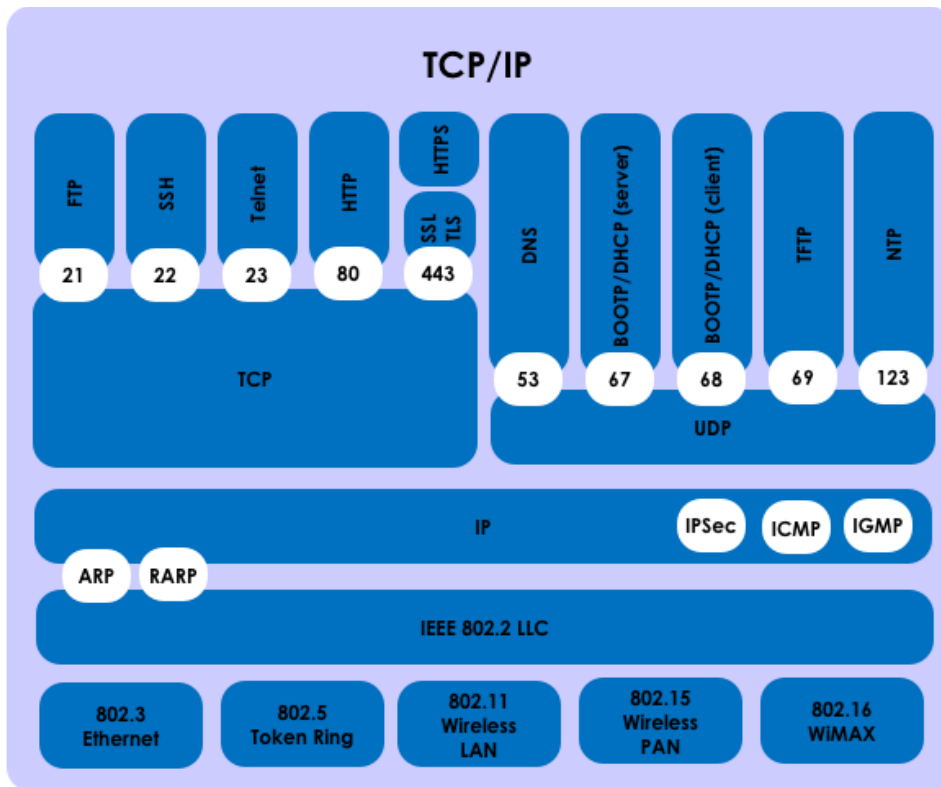 TCP/IP
FTP
SSH
Telnet
HTTP
HTTPS
SSL
TLS
DNS
BOOTP/DHCP (server)
BOOTP/DHCP (client)
TFTP
NTP
21
22
23
80
443
53
67
68
69
123
TCP
UDP
IP
IPSec
ICMP
IGMP
ARP
RARP
IEEE 802.2 LLC
802.3
Ethernet
802.5
Token Ring
802.11
Wireless
LAN
802.15
Wireless
PAN
802.16
WiMAX